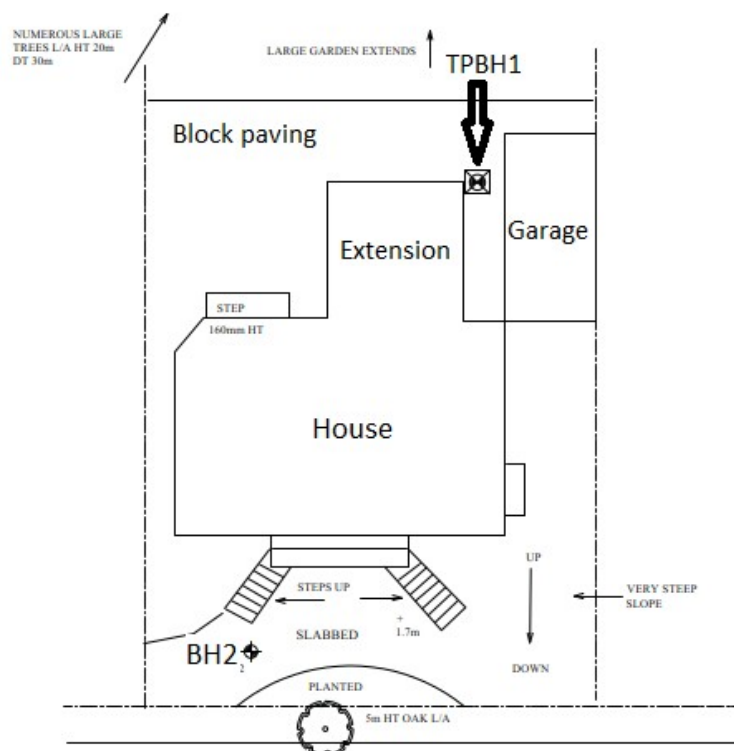 NUMEROUS LARGE
TREES L/A HT 20m
DT 30m
LARGE GARDEN EXTENDS
TPBH1
Block paving
Extension
Garage
STEP
160mm HT
House
UP
STEPS UP
VERY STEEP
SLOPE
+
1.7m
SLABBED
BH2
2
DOWN
PLANTED
5m HT OAK L/A